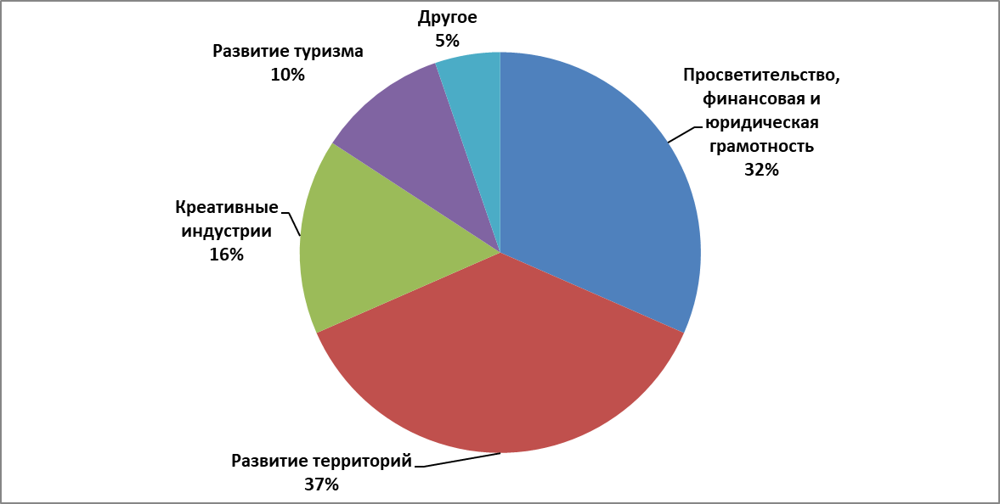 Другое
5%
Развитие туризма
10%
Просветительство,
финансовая и
юридическая
грамотность
32%
Креативные
индустрии
16%
Развитие территорий
37%